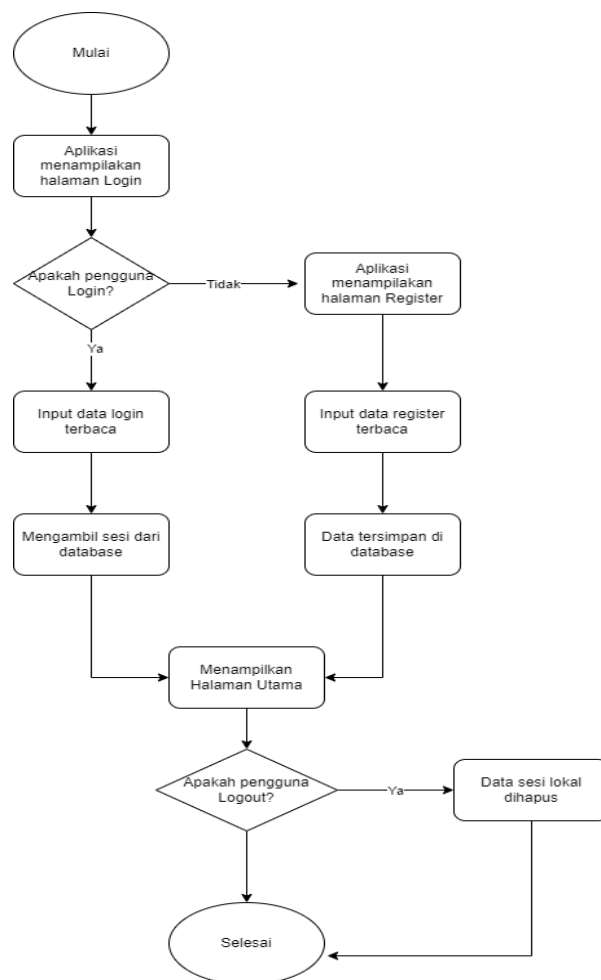 Mulai
Aplikasi
menampilakan
halaman Login
Apakah pengguna
Login?
Tidak
Aplikasi
menampilakan
halaman Register
Ya
Input data login
terbaca
Input data register
terbaca
Mengambil sesi dari
database
Data tersimpan di
database
Menampilkan
Halaman Utama
Apakah pengguna
Logout?
Ya
Data sesi lokal
dihapus
Selesai